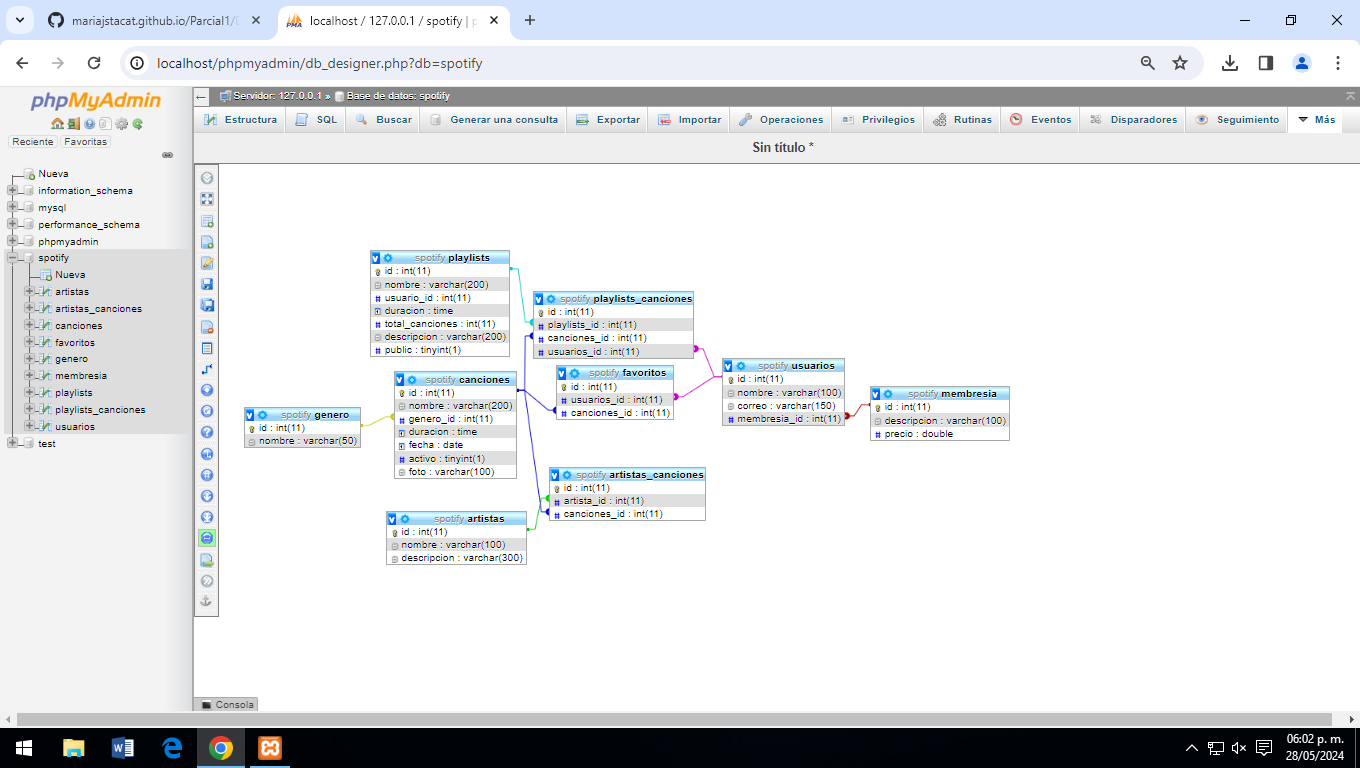 mariajstacat.github.io/Parcial1/
localhost / 127.0.0.1 / spotify |
localhost/phpmyadmin/db_designer.php?db=spotify
phpMyAdmin
Reciente Favoritas
Nueva
information_schema
mysql
performance_schema
phpmyadmin
spotify
Nueva
artistas
artistas_canciones
canciones
favoritos
genero
membresia
playlists
playlists_canciones
usuarios
test
Servidor: 127.0.0.1 » Base de datos: spotify
Estructura SQL Buscar Generar una consulta Exportar Importar Operaciones Privilegios Rutinas Eventos Disparadores Seguimiento Más
Sin título *
spotify playlists
id : int(11)
nombre : varchar(200)
usuario_id : int(11)
duracion : time
total_canciones : int(11)
descripcion : varchar(200)
public : tinyint(1)
spotify playlists_canciones
id : int(11)
playlists_id : int(11)
canciones_id : int(11)
usuarios_id : int(11)
spotify canciones
id : int(11)
nombre : varchar(200)
genero_id : int(11)
duracion : time
fecha : date
activo : tinyint(1)
foto : varchar(100)
spotify favoritos
id : int(11)
usuarios_id : int(11)
canciones_id : int(11)
spotify usuarios
id : int(11)
nombre : varchar(100)
correo : varchar(150)
membresia_id : int(11)
spotify membresia
id : int(11)
descripcion : varchar(100)
precio : double
spotify genero
id : int(11)
nombre : varchar(50)
spotify artistas_canciones
id : int(11)
artista_id : int(11)
canciones_id : int(11)
spotify artistas
id : int(11)
nombre : varchar(100)
descripcion : varchar(300)
Consola
06:02 p. m.
28/05/2024